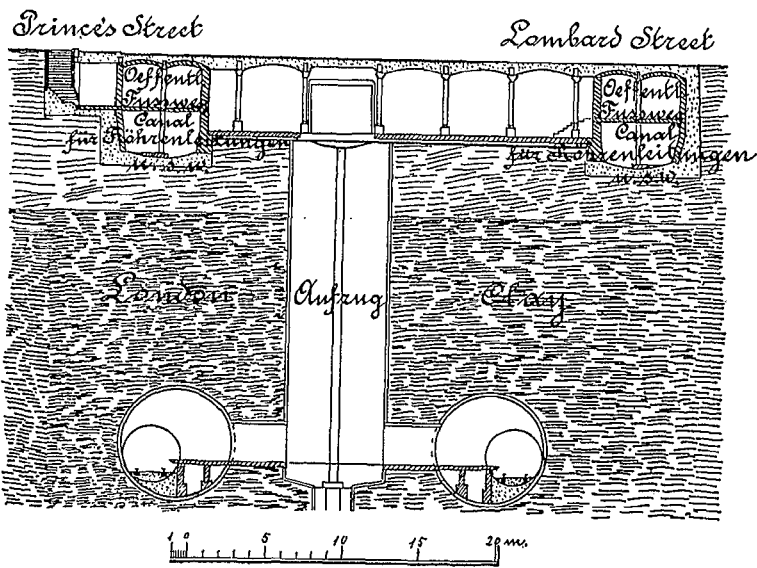 Prince's Street
Lombard Street
Oeffentl
Fussweg
Canal
für Röhrenleitungen
u. s. w.
Oeffentl
Fussweg
Canal
für Röhrenleitungen
u. s. w.
London Aufzug Clay
1 0 5 10 15 20 m.